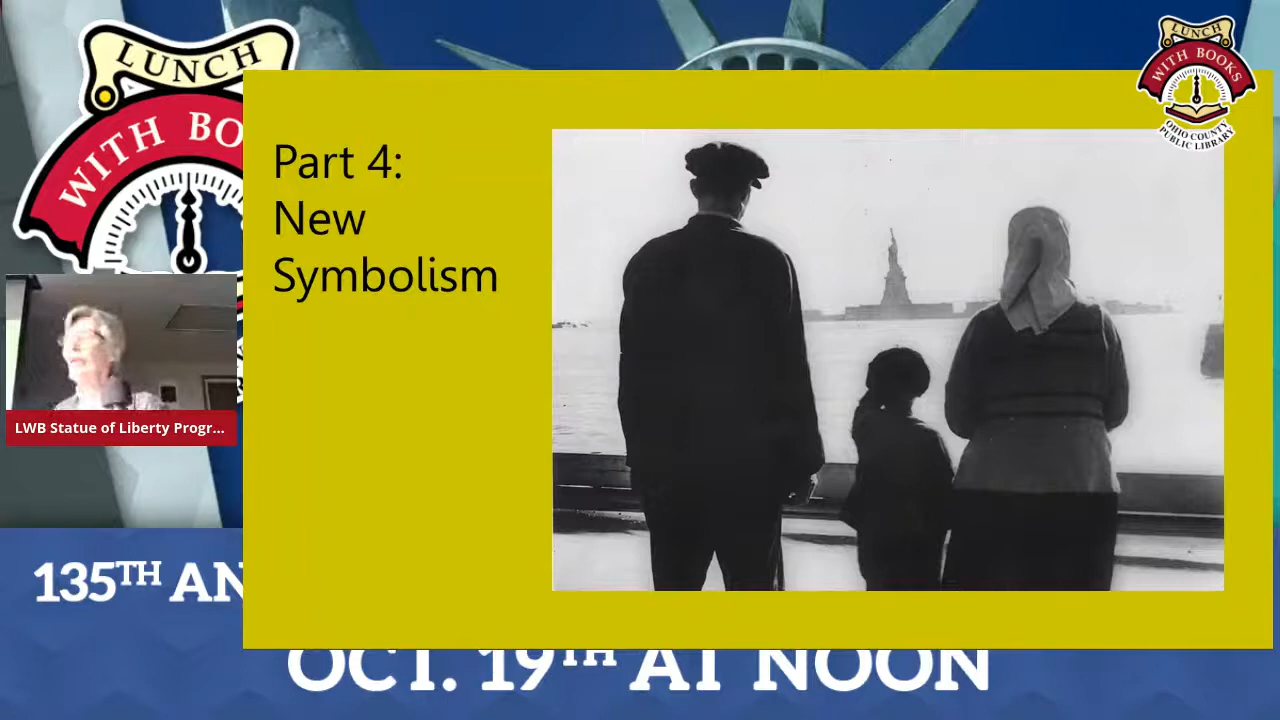 LUNCH
WITH BO
Part 4:
New
Symbolism
LUNCH
WITH BOOKS
OHIO COUNTY
PUBLIC LIBRARY
LWB Statue of Liberty Progr...
135TH AN
OCT. 19TH AT NOON